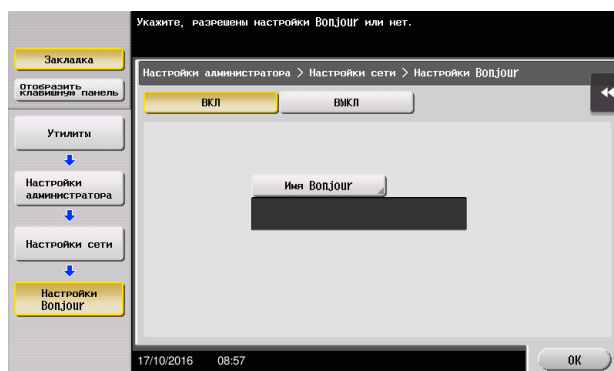 Укажите, разрешены настройки Bonjour или нет.
Закладка
Отобразить
клавишную панель
Настройки администратора > Настройки сети > Настройки Bonjour
ВКЛ
ВЫКЛ
Утилиты
Настройки
администратора
Настройки сети
Настройки
Bonjour
Имя Bonjour
17/10/2016 08:57
OK